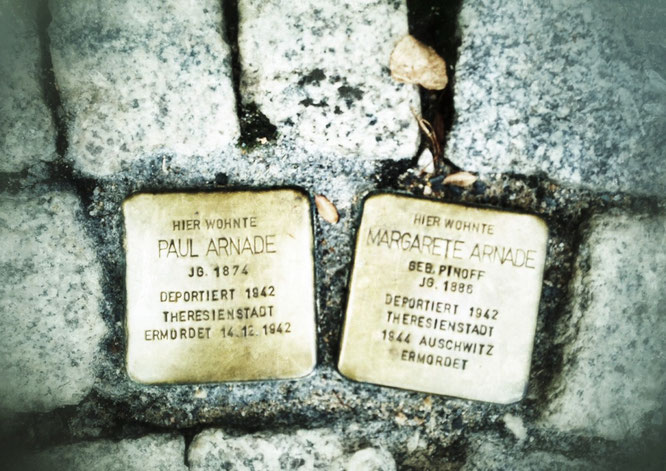 HIER WOHNTE
PAUL ARNADE
JG. 1874
DEPORTIERT 1942
THERESIENSTADT
ERMORDET 14.12.1942
HIER WOHNTE
MARGARETE ARNADE
GEB. PINOFF
JG. 1886
DEPORTIERT 1942
THERESIENSTADT
1944 AUSCHWITZ
ERMORDET